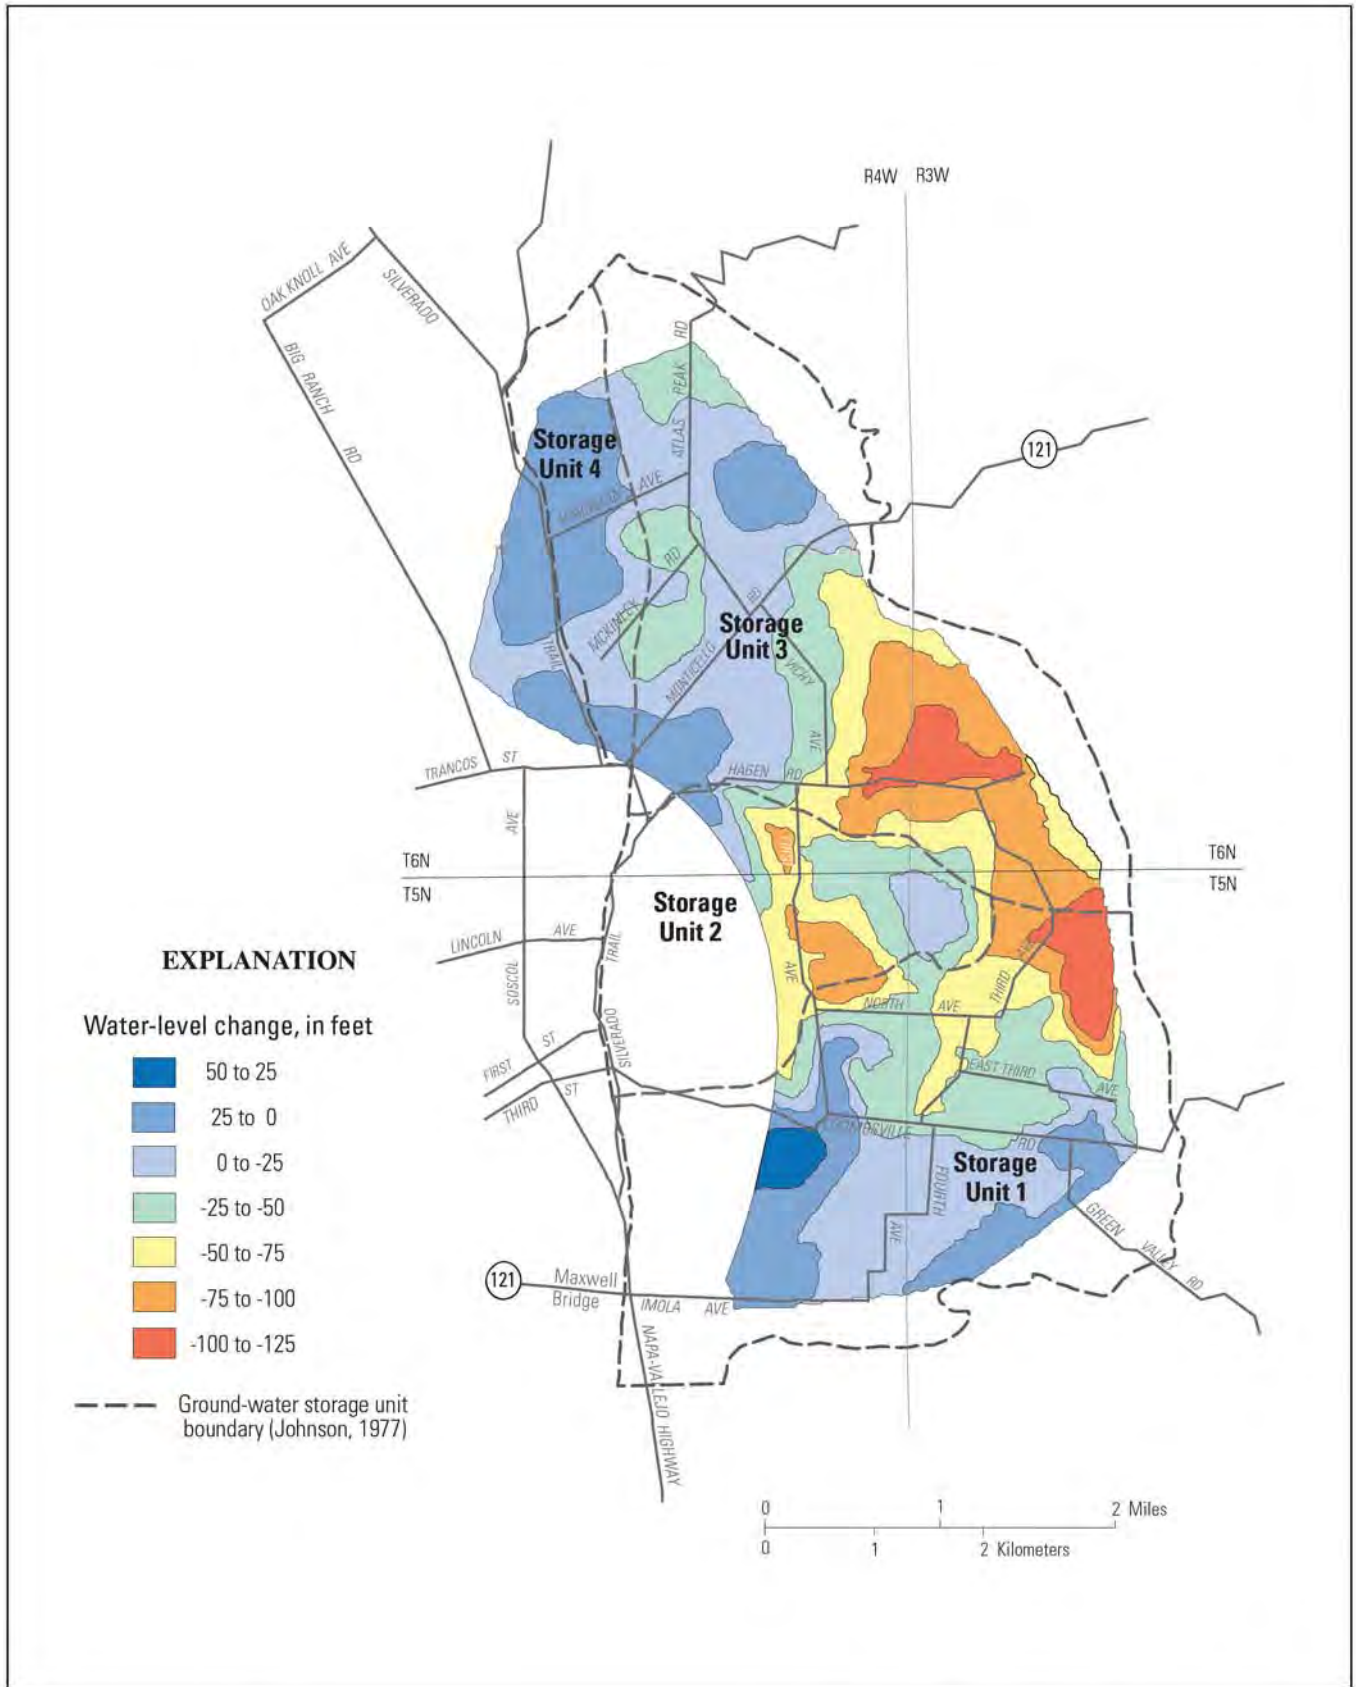 R4W R3W
OAK KNOLL AVE
SILVERADO
BIG RANCH RD
ATLAS PEAK RD
121
Storage
Unit 4
AVE
MCKINLEY RD
Storage
Unit 3
MONTICELLO RD
VICHY AVE
TRAIL
TRANCOS ST
HAGEN RD
T6N
T5N
T6N
T5N
SOSCOL AVE
LINCOLN AVE
TRAIL
SILVERADO
Storage
Unit 2
AVE
NORTH AVE
THIRD AVE
EAST THIRD AVE
FIRST ST
THIRD ST
RD
Storage
Unit 1
FOURTH AVE
GREEN VALLEY RD
121
Maxwell
Bridge
IMOLA AVE
NAPA-VALLEJO HIGHWAY
EXPLANATION
Water-level change, in feet
50 to 25
25 to 0
0 to -25
-25 to -50
-50 to -75
-75 to -100
-100 to -125
Ground-water storage unit
boundary (Johnson, 1977)
0 1 2 Miles
0 1 2 Kilometers